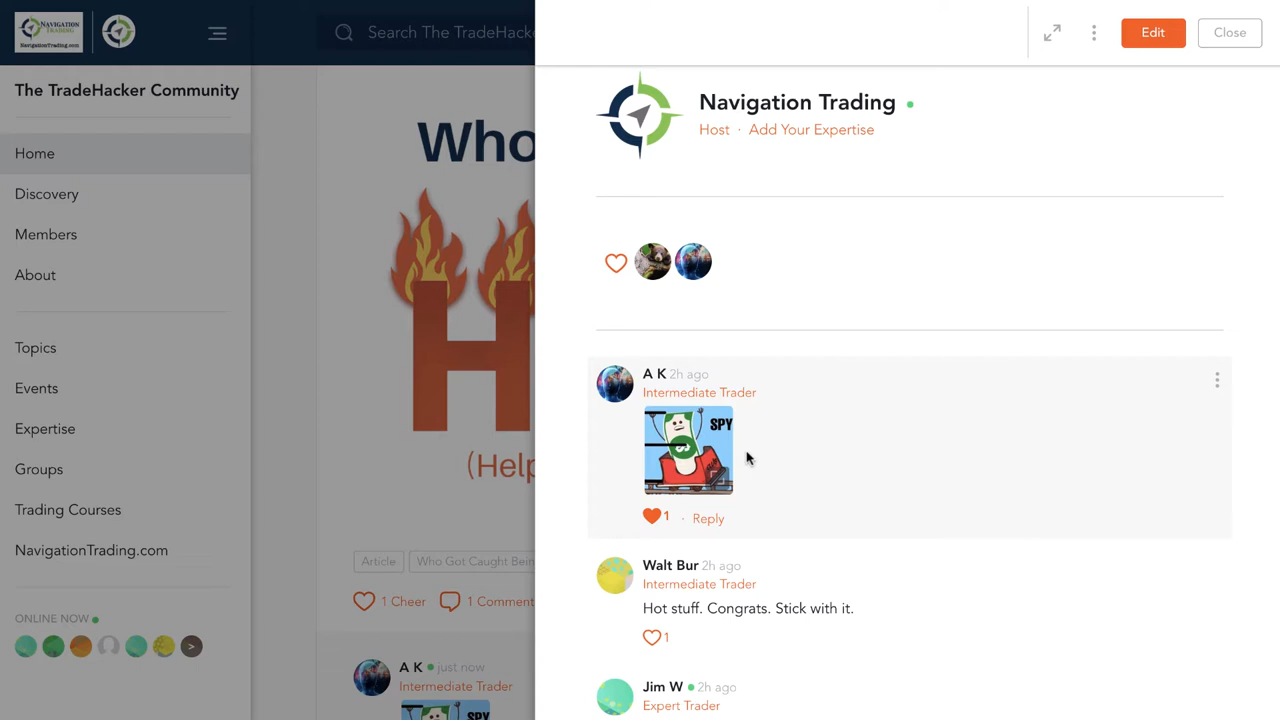 NAVIGATION
TRADING
NavigationTrading.com
Search The TradeHacke
Edit
Close
The TradeHacker Community
Home
Discovery
Members
About
Topics
Events
Expertise
Groups
Trading Courses
NavigationTrading.com
ONLINE NOW
>
Who
H
(Help
Article
Who Got Caught Bein
1 Cheer
1 Comment
A K just now
Intermediate Trader
Navigation Trading
Host · Add Your Expertise
A K 2h ago
Intermediate Trader
SPY
1 · Reply
Walt Bur 2h ago
Intermediate Trader
Hot stuff. Congrats. Stick with it.
1
Jim W 2h ago
Expert Trader